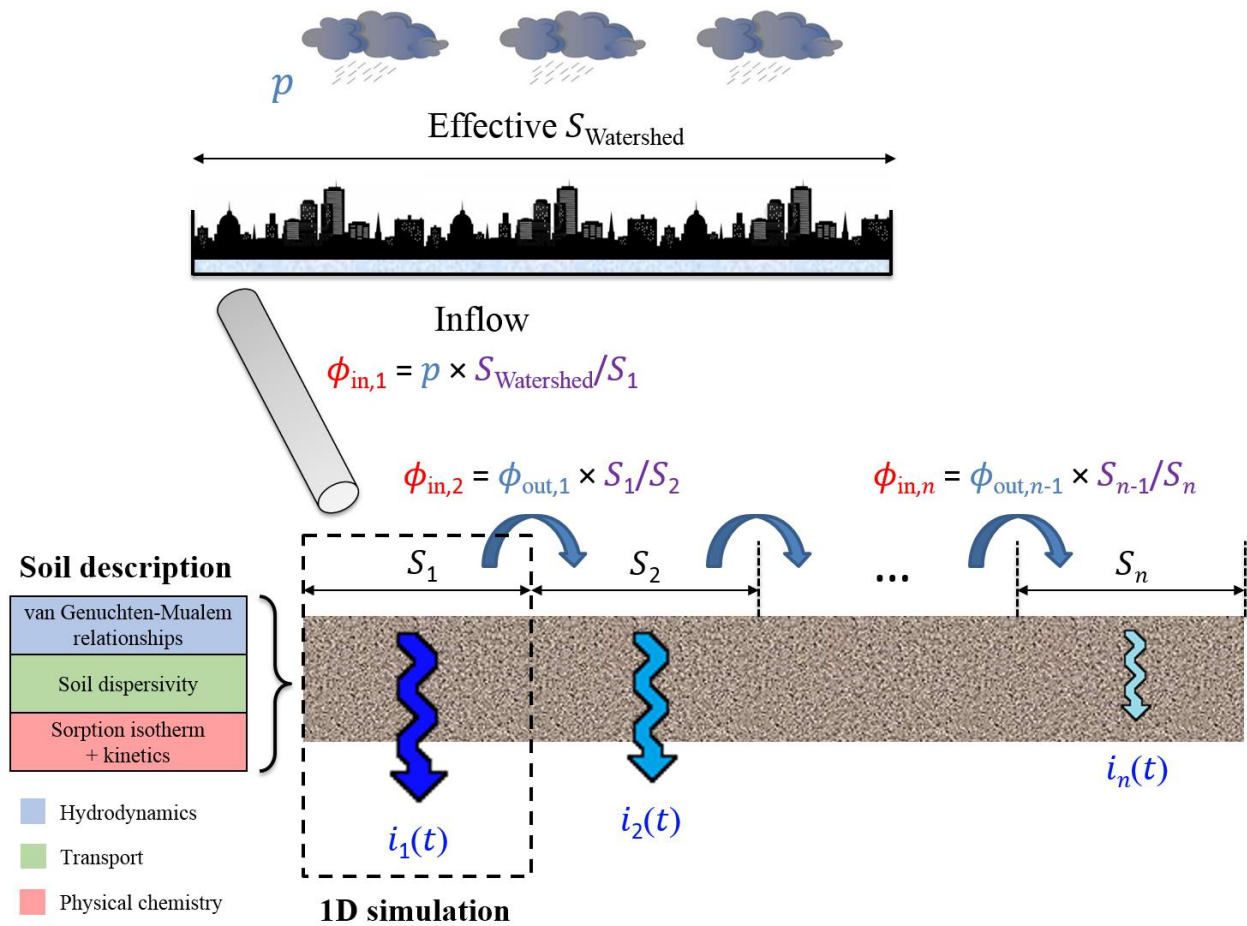 p
Effective S_Watershed
Inflow
ϕ_in,1 = p × S_Watershed/S_1
ϕ_in,2 = ϕ_out,1 × S_1/S_2
ϕ_in,n = ϕ_out,n-1 × S_n-1/S_n
S_1
S_2
...
S_n
Soil description
van Genuchten-Mualem
relationships
Soil dispersivity
Sorption isotherm
+ kinetics
Hydrodynamics
Transport
Physical chemistry
i_1(t)
i_2(t)
i_n(t)
1D simulation